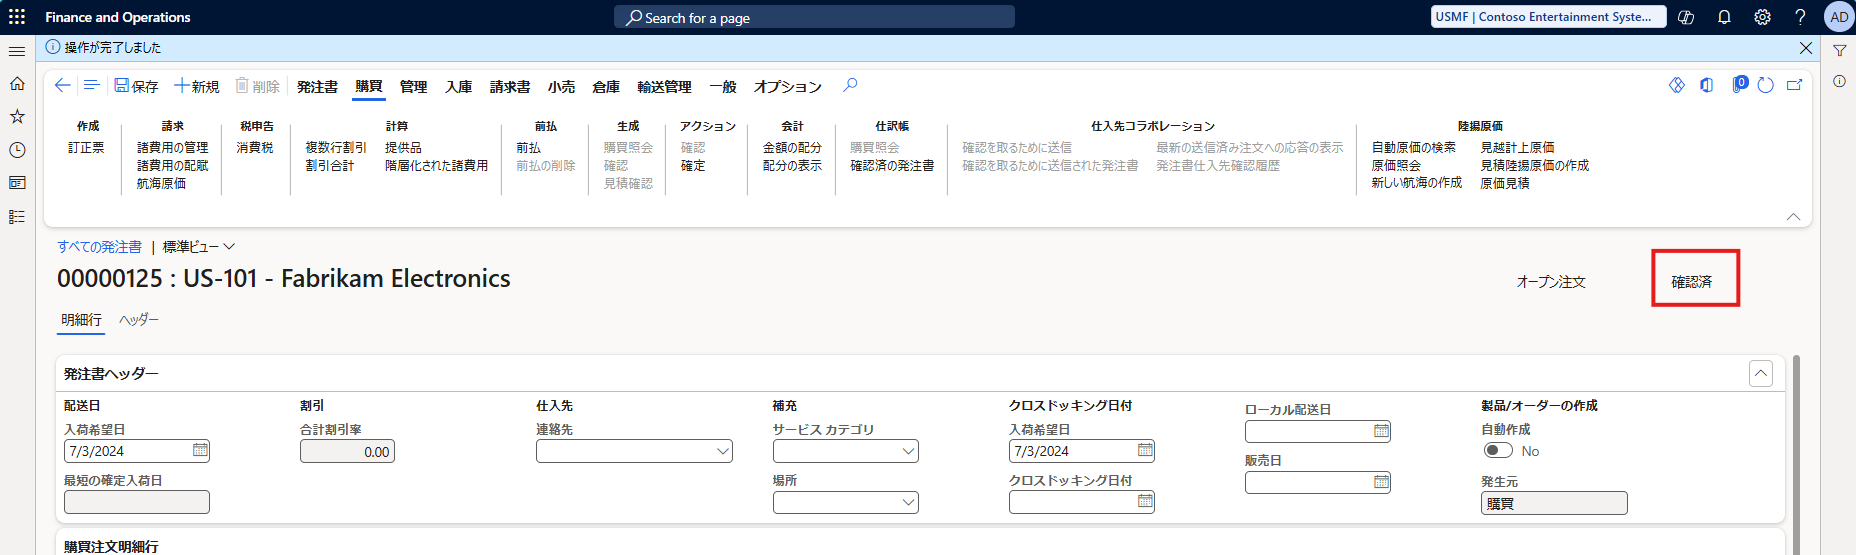 Finance and Operations
Search for a page
USMF | Contoso Entertainment Syste...
AD
操作が完了しました
保存 新規 削除 発注書 購買 管理 入庫 請求書 小売 倉庫 輸送管理 一般 オプション
0
作成 請求 税申告 計算 前払 生成 アクション 会計 仕訳帳 仕入先コラボレーション 陸揚原価
訂正票 諸費用の管理 消費税 複数行割引 提供品 前払 購買照会 確認 金額の配分 購買照会 確認を取るために送信 最新の送信済み注文への応答の表示 自動原価の検索 見越計上原価
諸費用の配賦 割引合計 階層化された諸費用 前払の削除 確認 確定 配分の表示 確認済の発注書 確認を取るために送信された発注書 発注書仕入先確認履歴 原価照会 見積陸揚原価の作成
航海原価 見積確認 新しい航海の作成 原価見積
すべての発注書 | 標準ビュー
00000125 : US-101 - Fabrikam Electronics
オープン注文 確認済
明細行 ヘッダー
発注書ヘッダー
配送日 割引 仕入先 補充 クロスドッキング日付 ローカル配送日 製品/オーダーの作成
入荷希望日 合計割引率 連絡先 サービス カテゴリ 入荷希望日 自動作成
7/3/2024 0.00 7/3/2024 No
販売日
最短の確定入荷日 場所 クロスドッキング日付 発生元
購買
購買注文明細行